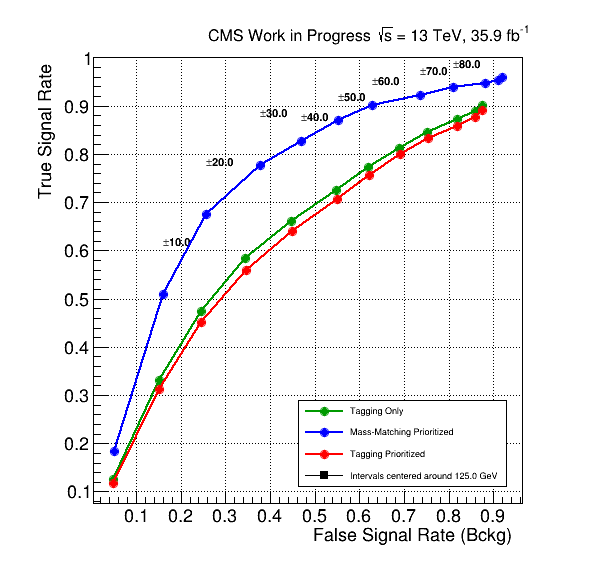 CMS Work in Progress √s = 13 TeV, 35.9 fb⁻¹
True Signal Rate
1
0.9
0.8
0.7
0.6
0.5
0.4
0.3
0.2
0.1
±10.0
±20.0
±30.0
±40.0
±50.0
±60.0
±70.0
±80.0
Tagging Only
Mass-Matching Prioritized
Tagging Prioritized
Intervals centered around 125.0 GeV
0.1 0.2 0.3 0.4 0.5 0.6 0.7 0.8 0.9
False Signal Rate (Bckg)